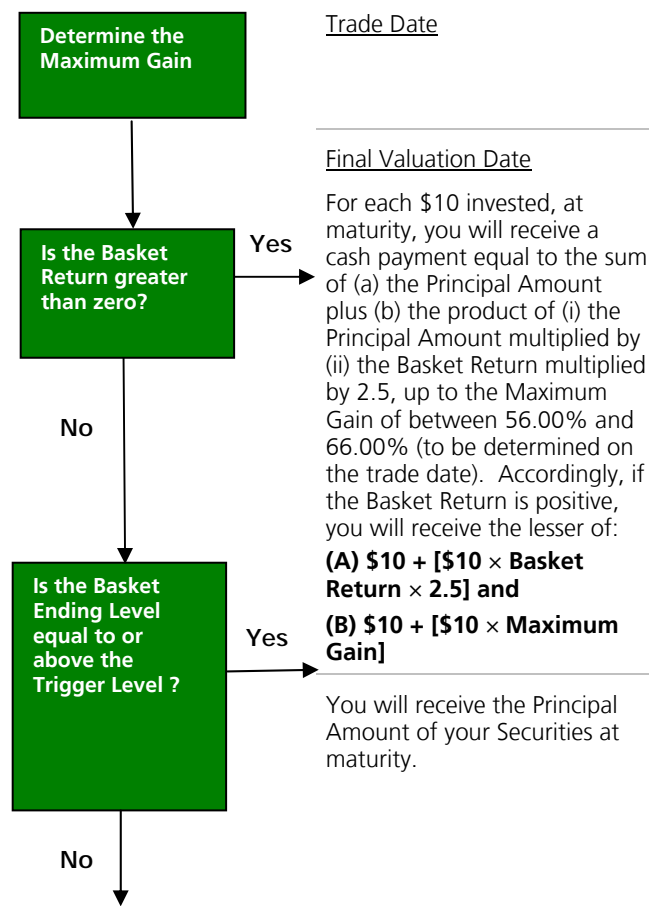 Determine the
Maximum Gain
Trade Date
Final Valuation Date
Is the Basket
Return greater
than zero?
Yes
For each $10 invested, at
maturity, you will receive a
cash payment equal to the sum
of (a) the Principal Amount
plus (b) the product of (i) the
Principal Amount multiplied by
(ii) the Basket Return multiplied
by 2.5, up to the Maximum
Gain of between 56.00% and
66.00% (to be determined on
the trade date).  Accordingly, if
the Basket Return is positive,
you will receive the lesser of:
(A) $10 + [$10 × Basket
Return × 2.5] and
(B) $10 + [$10 × Maximum
Gain]
No
Is the Basket
Ending Level
equal to or
above the
Trigger Level ?
Yes
You will receive the Principal
Amount of your Securities at
maturity.
No